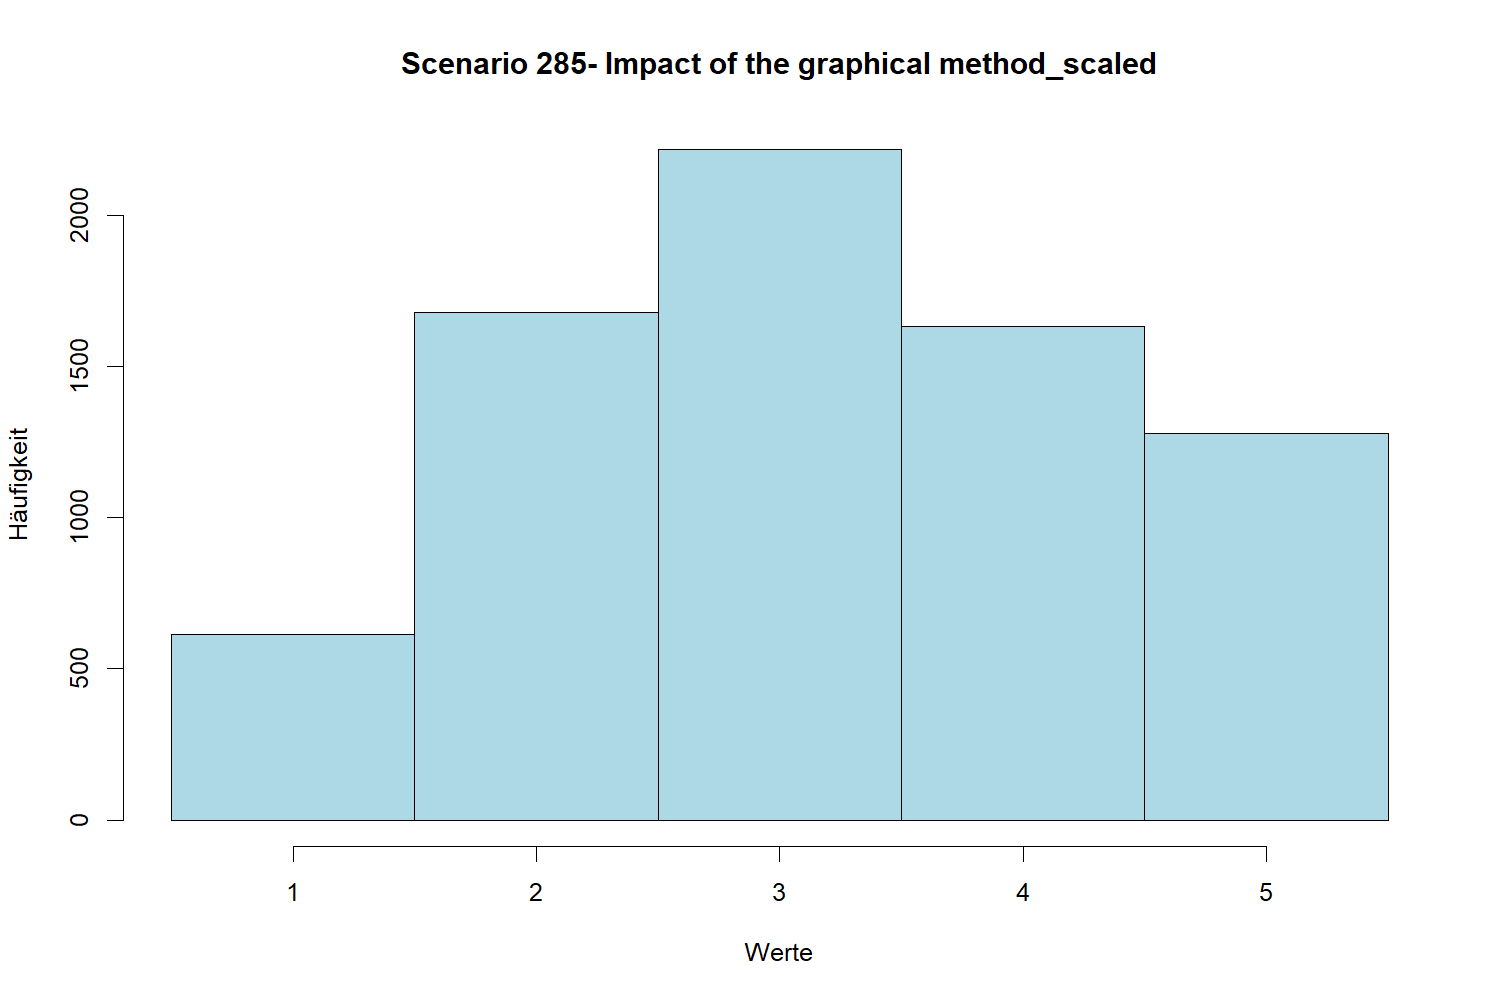 Scenario 285- Impact of the graphical method_scaled
Häufigkeit
2000
1500
1000
500
0
1 2 3 4 5
Werte